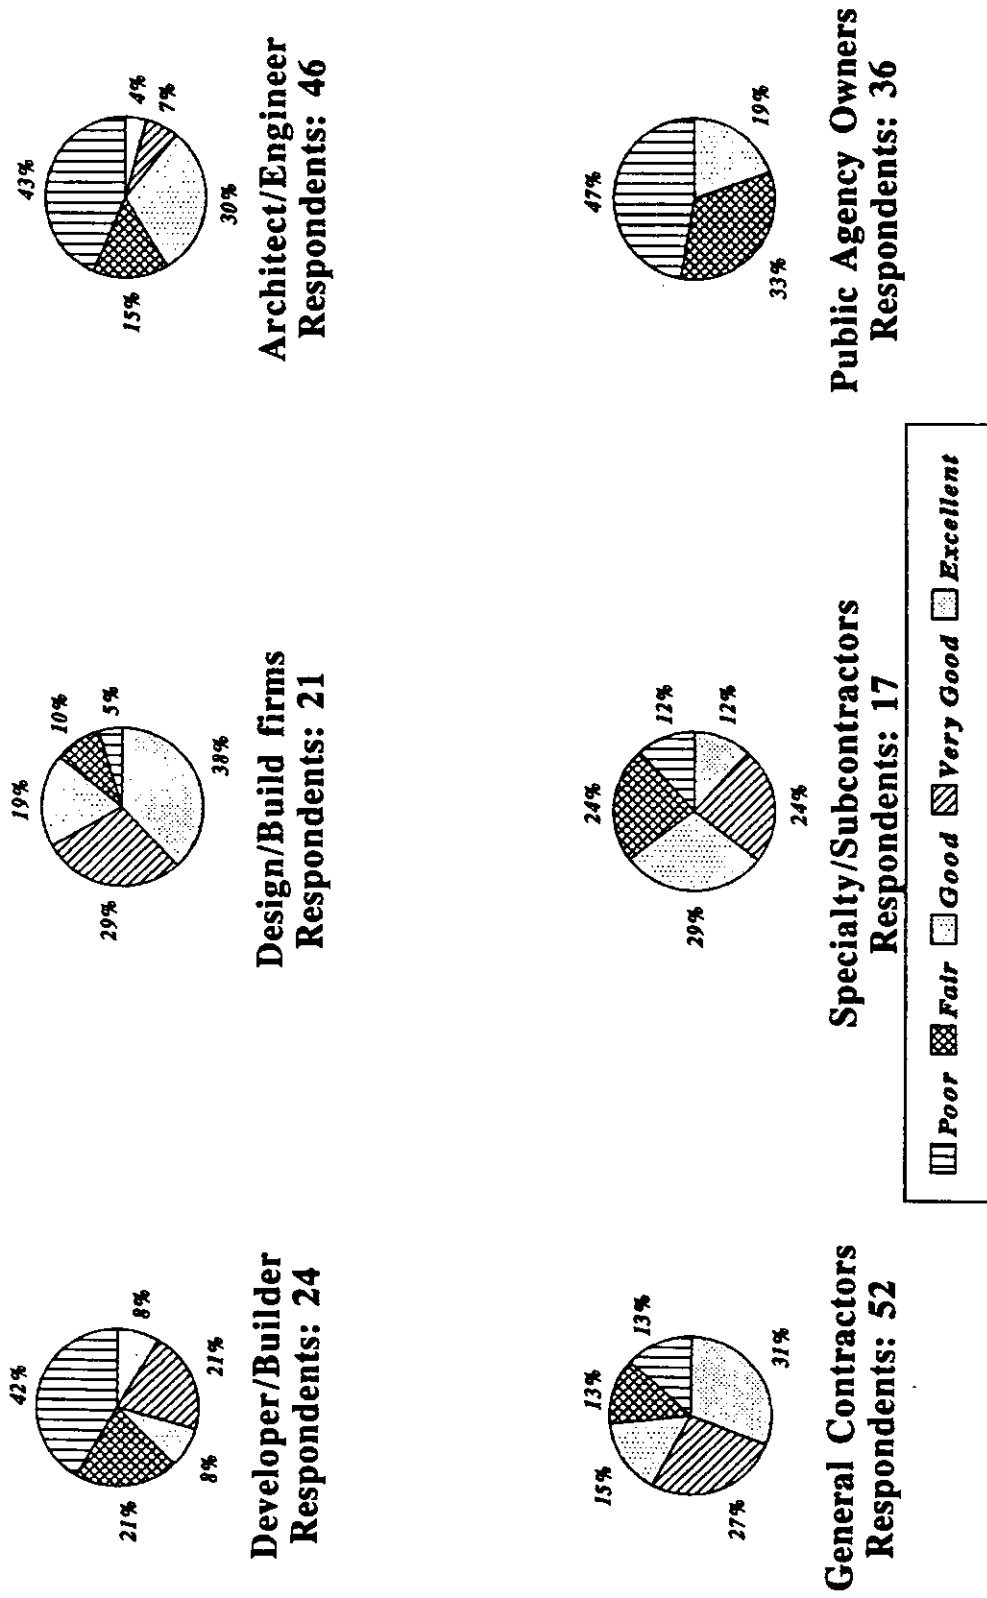 42%
8%
21%
8%
21%
Developer/Builder
Respondents: 24
19%
10%
5%
38%
29%
Design/Build firms
Respondents: 21
43%
4%
7%
30%
15%
Architect/Engineer
Respondents: 46
13%
13%
31%
27%
15%
General Contractors
Respondents: 52
24%
12%
12%
24%
29%
Specialty/Subcontractors
Respondents: 17
47%
19%
33%
Public Agency Owners
Respondents: 36
Poor Fair Good Very Good Excellent